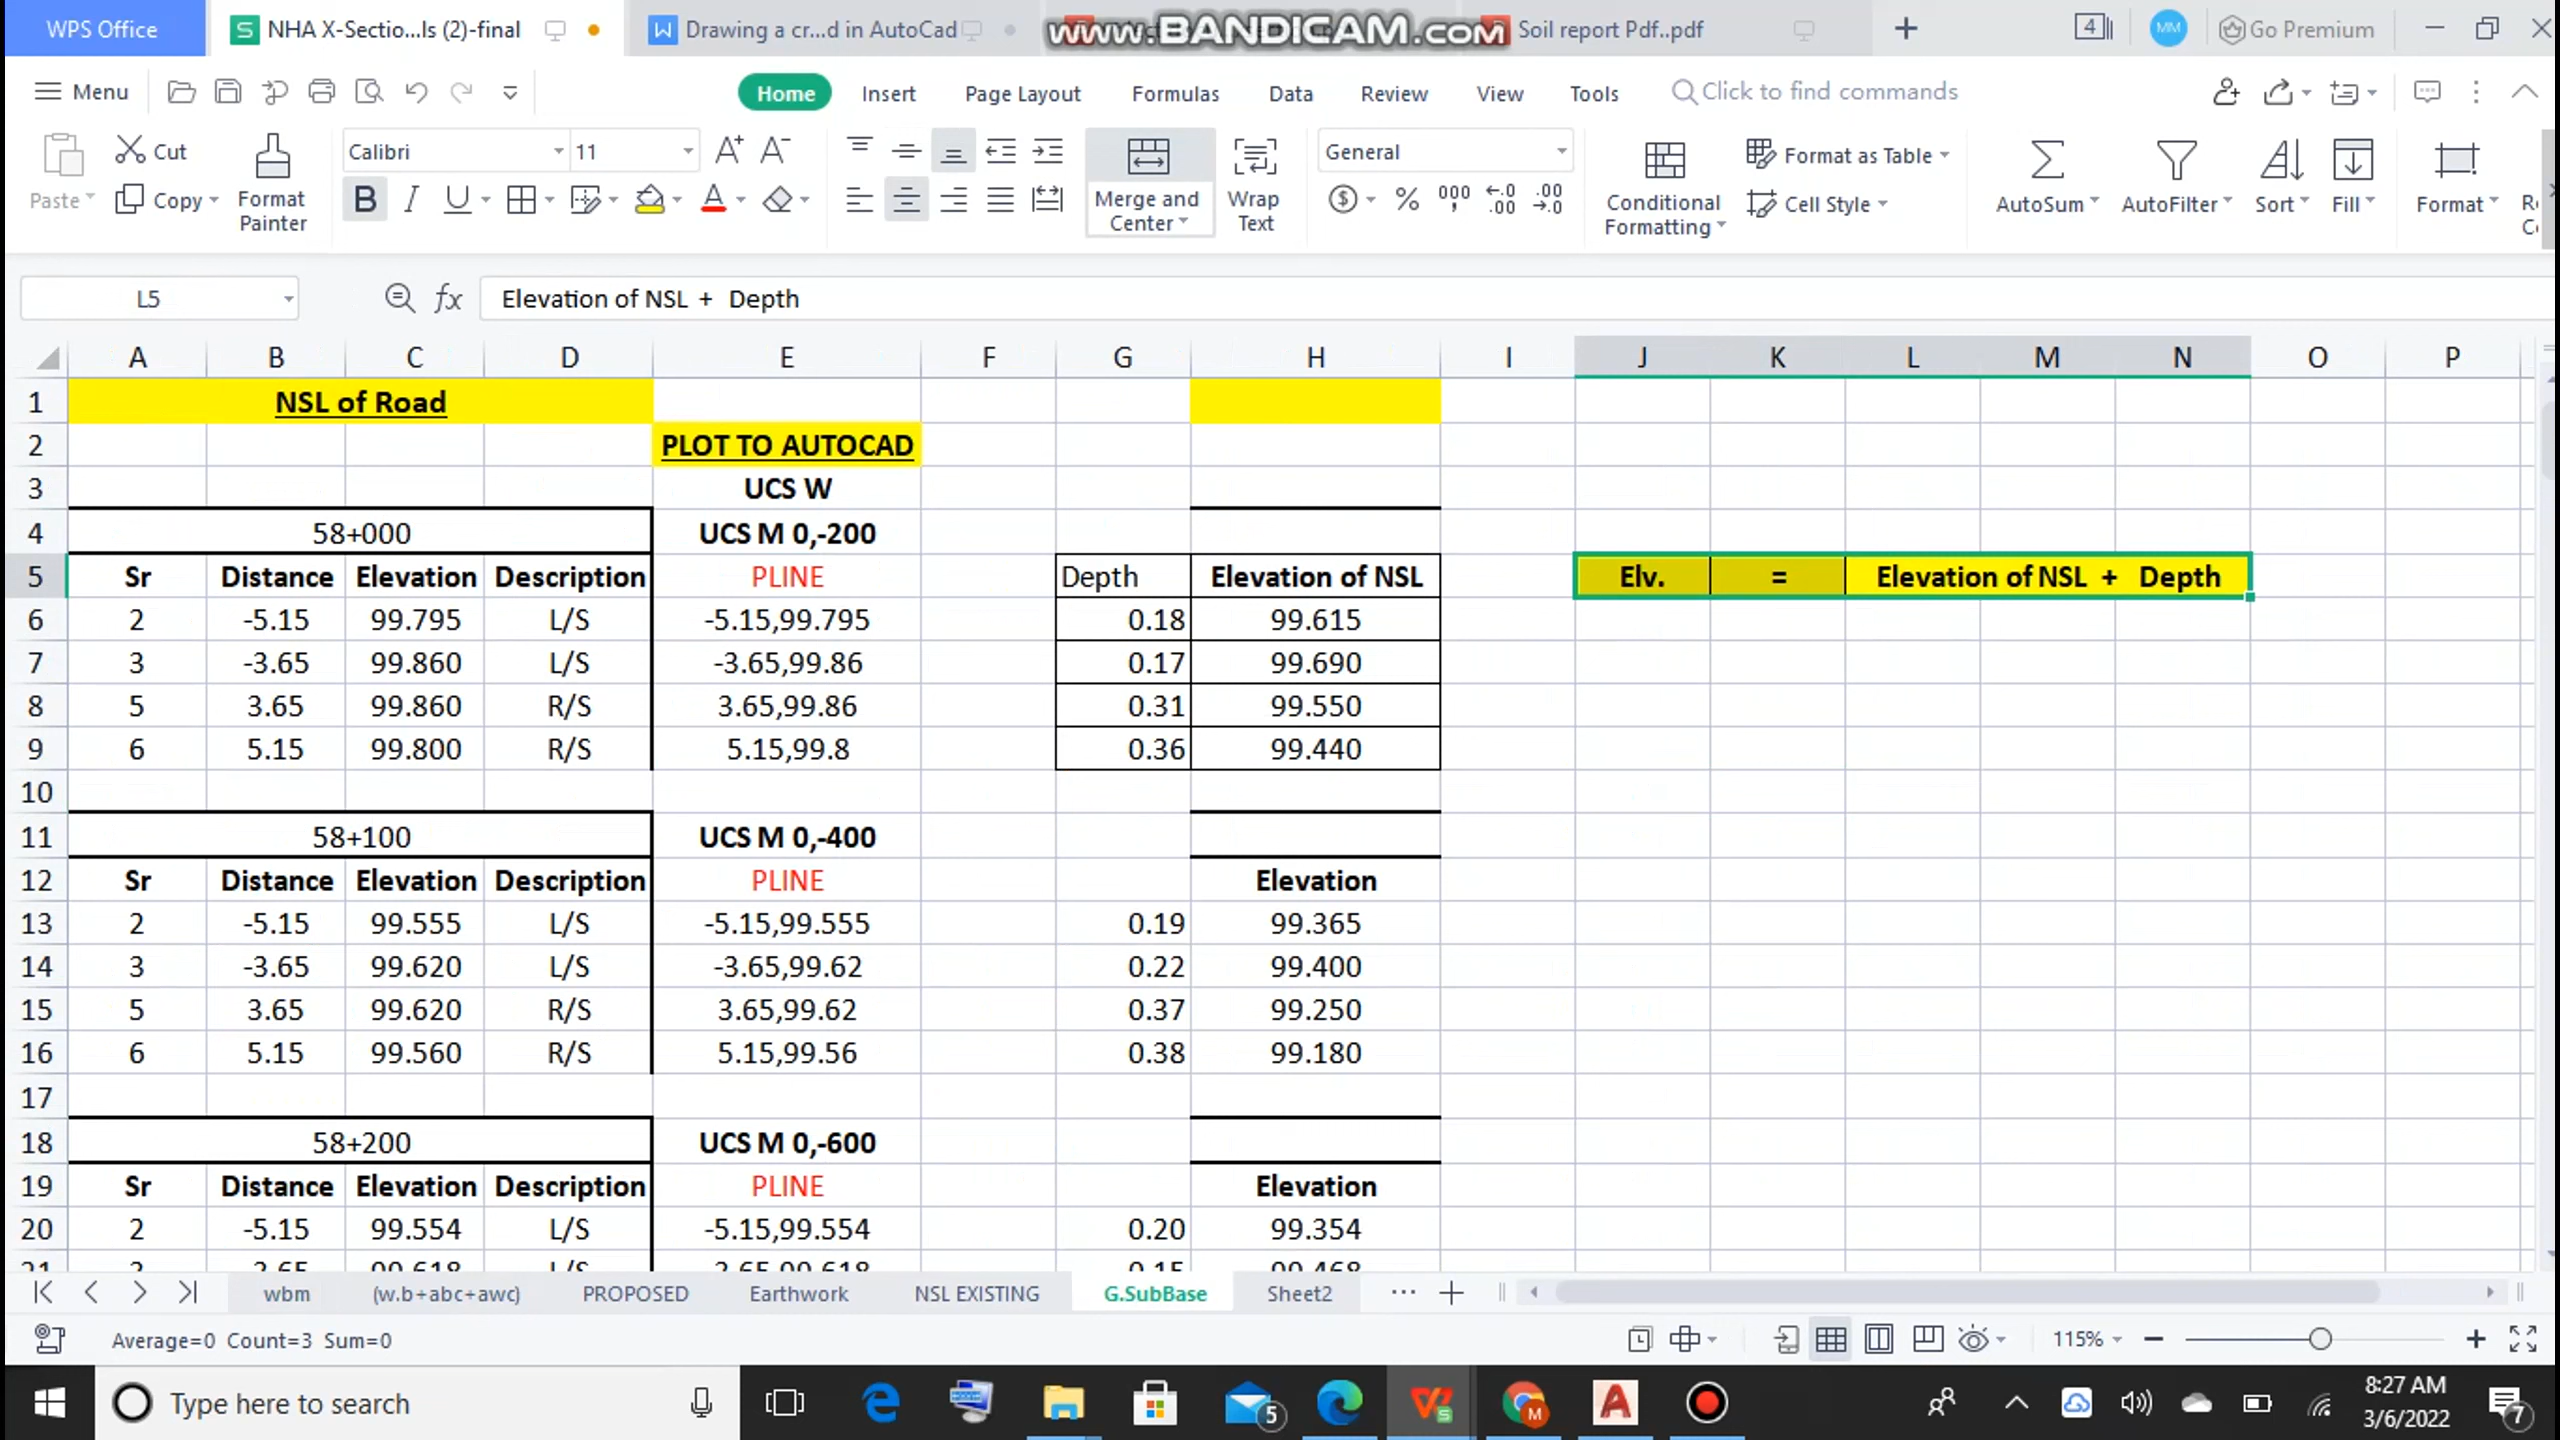 WPS Office NHA X-Sectio...ls (2)-final Drawing a cr...d in AutoCad www.BANDICAM.com Soil report Pdf..pdf + 4 MM Go Premium
Menu Home Insert Page Layout Formulas Data Review View Tools Click to find commands
Paste Cut Copy Format Painter Calibri 11 A+ A- General Format as Table
B I U A Merge and Center Wrap Text % 000 Conditional Formatting Cell Style AutoSum AutoFilter Sort Fill Format
L5 fx Elevation of NSL + Depth
A B C D E F G H I J K L M N O P
1 NSL of Road
2 PLOT TO AUTOCAD
3 UCS W
4 58+000 UCS M 0,-200
5 Sr Distance Elevation Description PLINE Depth Elevation of NSL Elv. = Elevation of NSL + Depth
6 2 -5.15 99.795 L/S -5.15,99.795 0.18 99.615
7 3 -3.65 99.860 L/S -3.65,99.86 0.17 99.690
8 5 3.65 99.860 R/S 3.65,99.86 0.31 99.550
9 6 5.15 99.800 R/S 5.15,99.8 0.36 99.440
10
11 58+100 UCS M 0,-400
12 Sr Distance Elevation Description PLINE Elevation
13 2 -5.15 99.555 L/S -5.15,99.555 0.19 99.365
14 3 -3.65 99.620 L/S -3.65,99.62 0.22 99.400
15 5 3.65 99.620 R/S 3.65,99.62 0.37 99.250
16 6 5.15 99.560 R/S 5.15,99.56 0.38 99.180
17
18 58+200 UCS M 0,-600
19 Sr Distance Elevation Description PLINE Elevation
20 2 -5.15 99.554 L/S -5.15,99.554 0.20 99.354
wbm (w.b+abc+awc) PROPOSED Earthwork NSL EXISTING G.SubBase Sheet2 ... +
Average=0 Count=3 Sum=0 115% − +
Type here to search 5 M 8:27 AM
3/6/2022 7